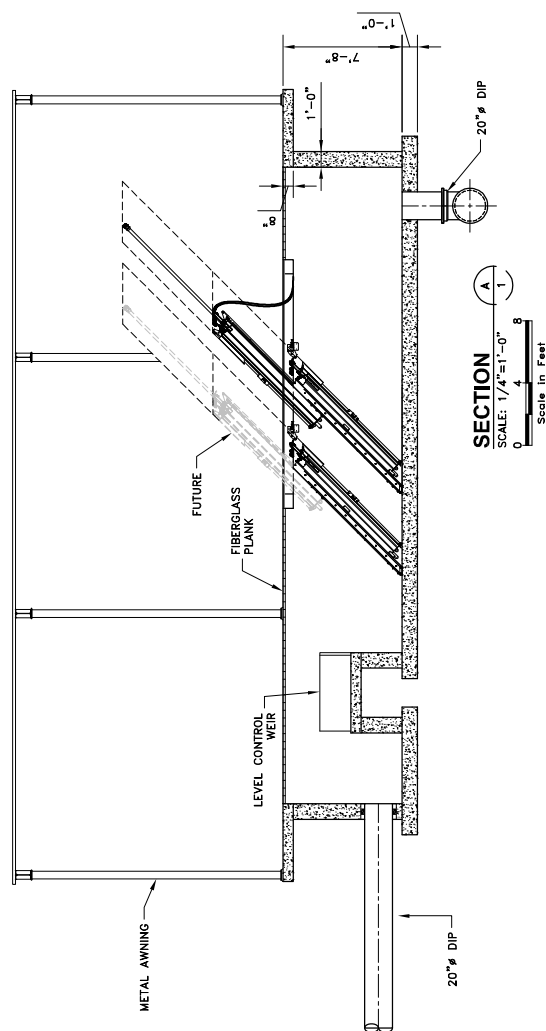 METAL AWNING
20"ø DIP
LEVEL CONTROL
WEIR
FIBERGLASS
PLANK
FUTURE
8"
1'-0"
7'-8"
1'-0"
20"ø DIP
SECTION
SCALE: 1/4"=1'-0"
A
1
0 4 8
Scale in Feet